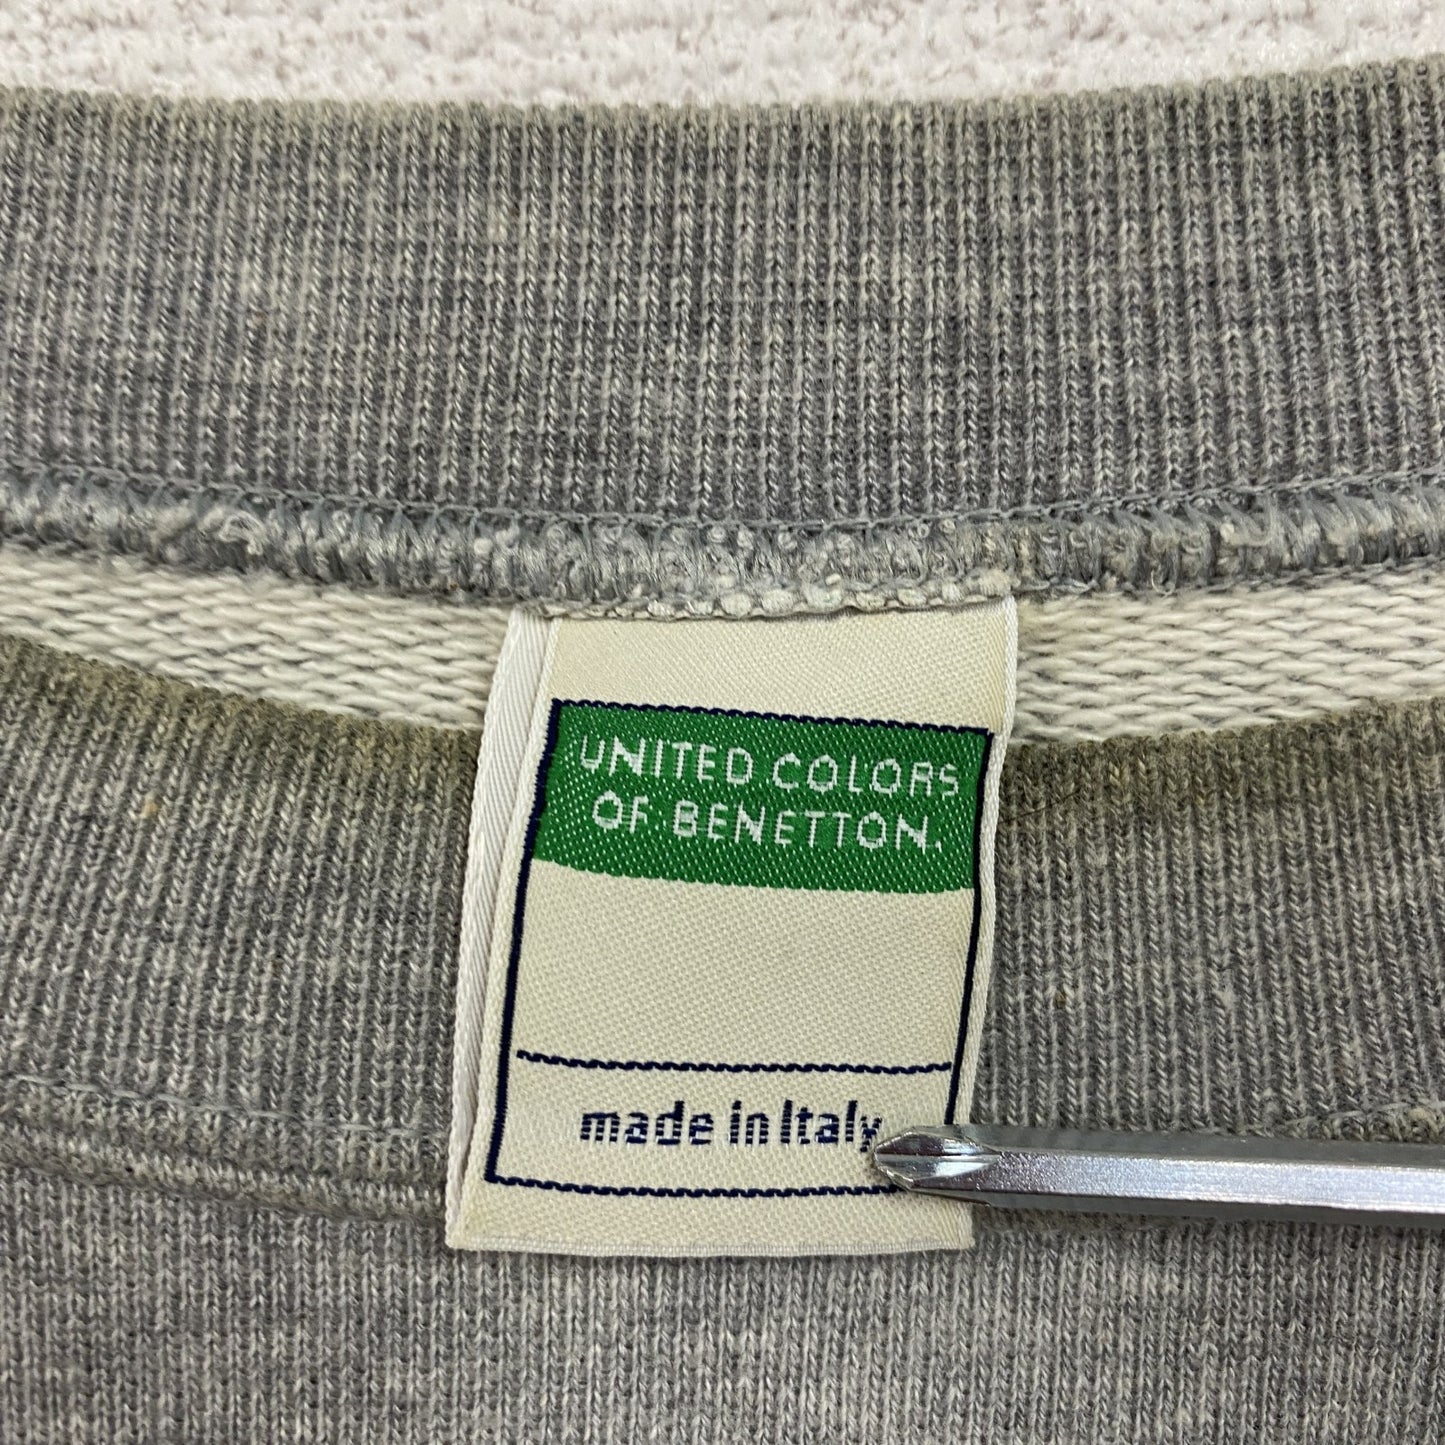 UNITED COLORS
OF BENETTON.
made in Italy